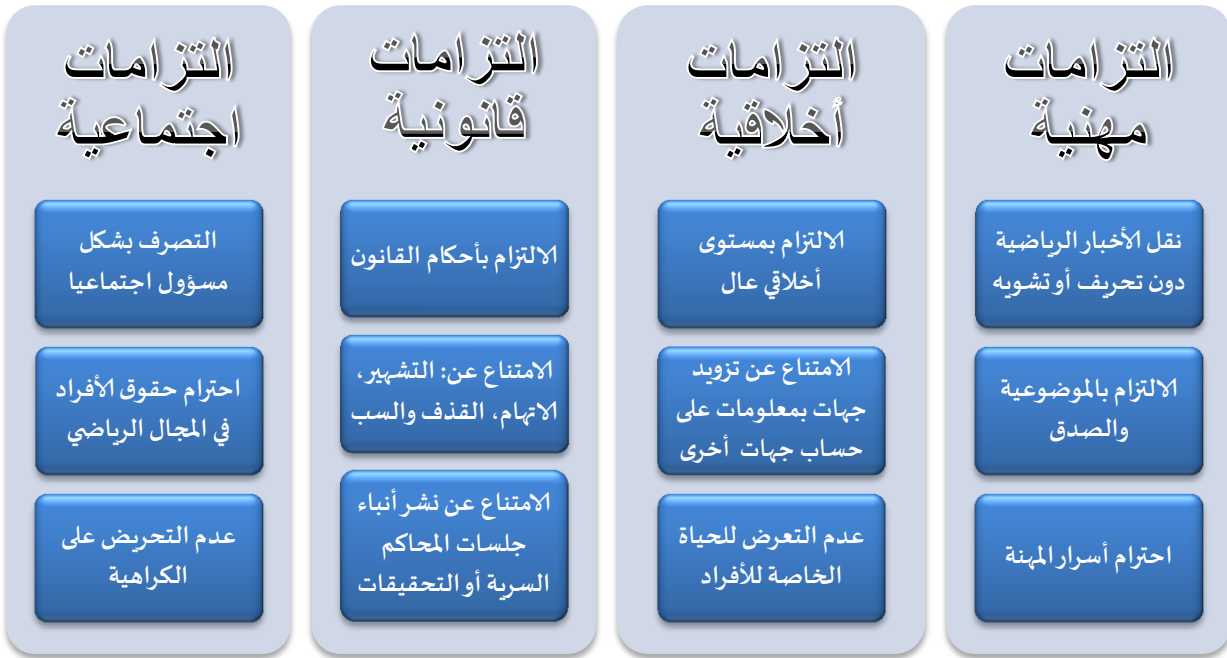 التزامات
مهنية
نقل الأخبار الرياضية
دون تحريف أو تشويه
الالتزام بالموضوعية
والصدق
احترام أسرار المهنة
التزامات
أخلاقية
الالتزام بمستوى
أخلاقي عال
الامتناع عن تزويد
جهات بمعلومات على
حساب جهات أخرى
عدم التعرض للحياة
الخاصة للأفراد
التزامات
قانونية
الالتزام بأحكام القانون
الامتناع عن: التشهير،
الاتهام، القذف والسب
الامتناع عن نشر أنباء
جلسات المحاكم
السرية أو التحقيقات
التزامات
اجتماعية
التصرف بشكل
مسؤول اجتماعيا
احترام حقوق الأفراد
في المجال الرياضي
عدم التحريض على
الكراهية